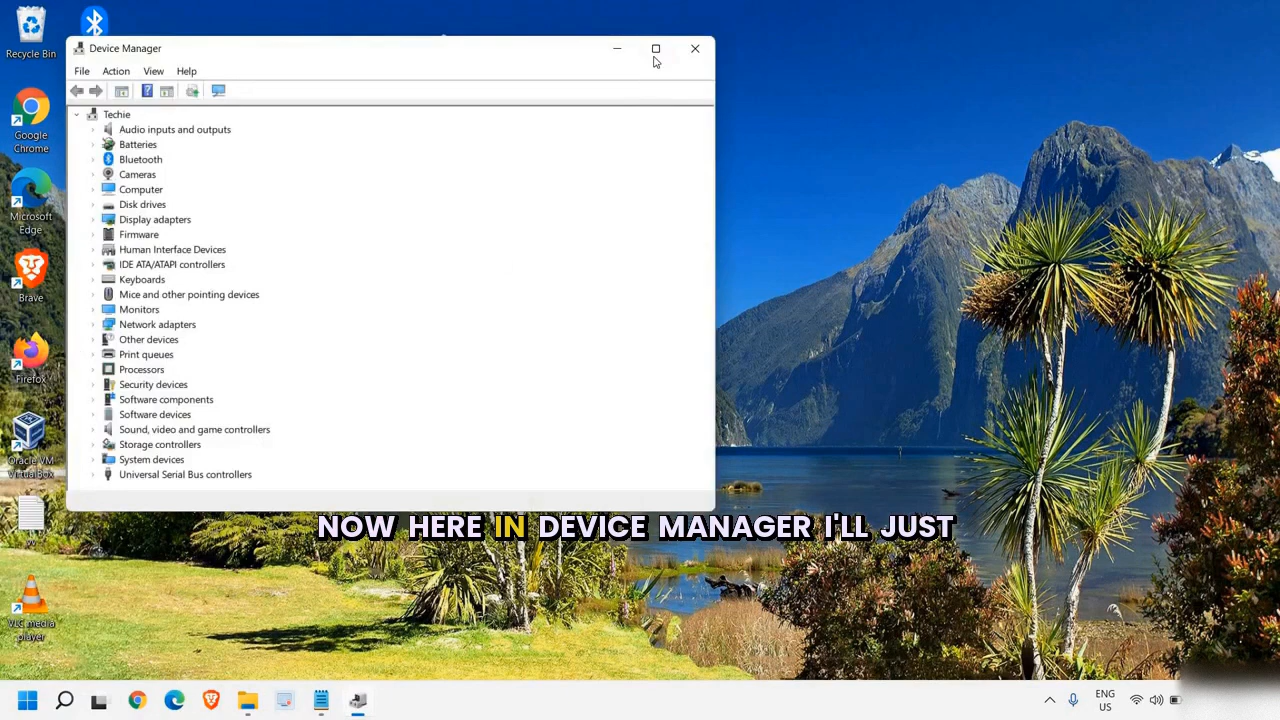 Recycle Bin
Device Manager
File Action View Help
Techie
Audio inputs and outputs
Batteries
Bluetooth
Cameras
Computer
Disk drives
Display adapters
Firmware
Human Interface Devices
IDE ATA/ATAPI controllers
Keyboards
Mice and other pointing devices
Monitors
Network adapters
Other devices
Print queues
Processors
Security devices
Software components
Software devices
Sound, video and game controllers
Storage controllers
System devices
Universal Serial Bus controllers
Google
Chrome
Microsoft
Edge
Brave
Firefox
Oracle VM
VirtualBox
VLC media
player
NOW HERE IN DEVICE MANAGER I'LL JUST
ENG
US